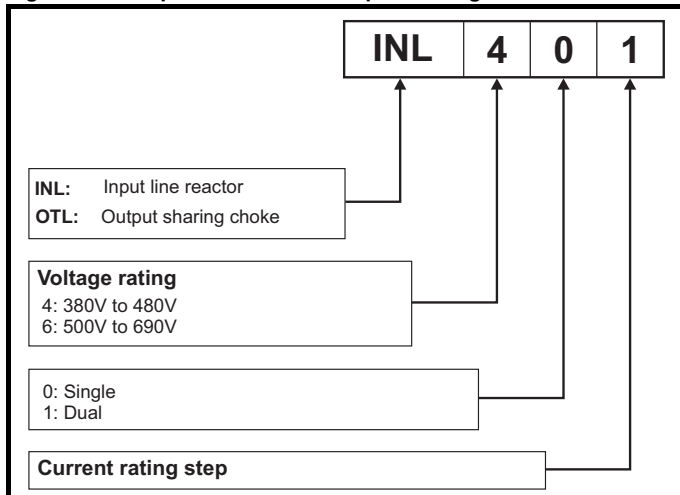 INL 4 0 1
INL: Input line reactor
OTL: Output sharing choke
Voltage rating
4: 380V to 480V
6: 500V to 690V
0: Single
1: Dual
Current rating step